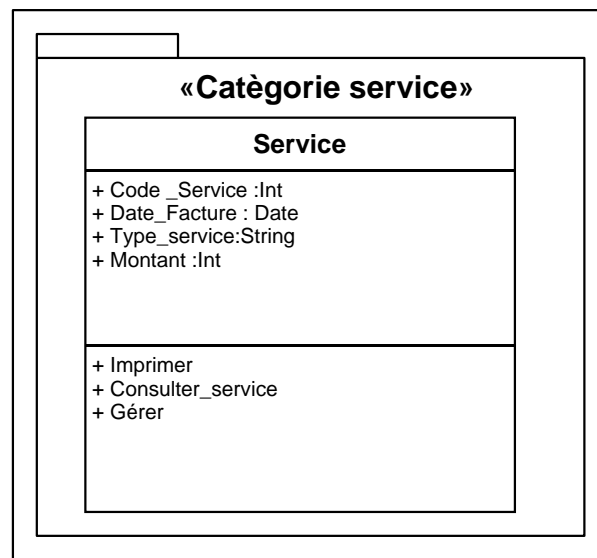 «Catègorie service»
Service
+ Code _Service :Int
+ Date_Facture : Date
+ Type_service:String
+ Montant :Int
+ Imprimer
+ Consulter_service
+ Gérer